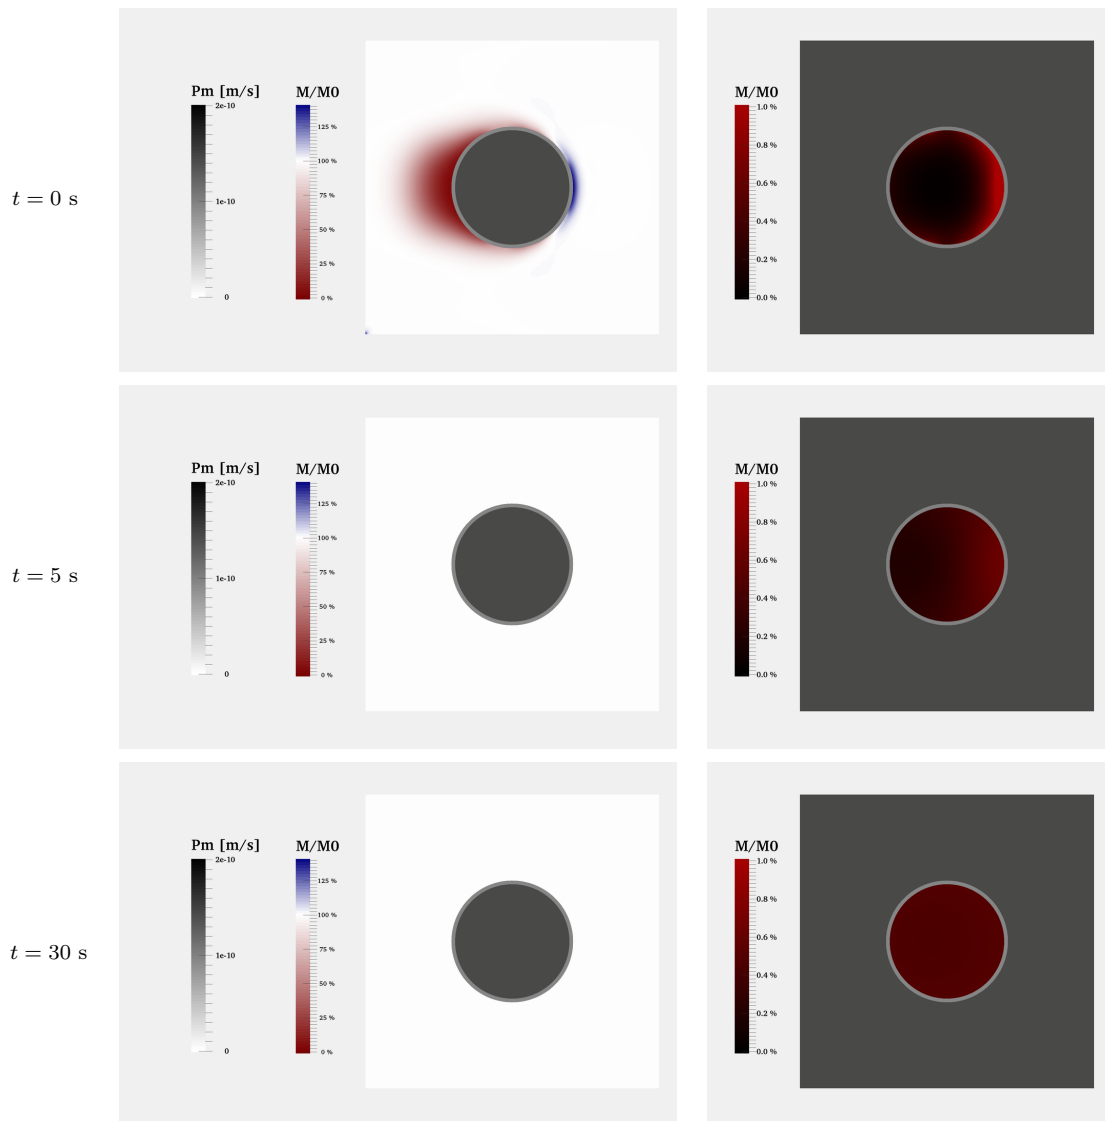 Pm [m/s]
M/M0
2e-10
1e-10
0
125 %
100 %
75 %
50 %
25 %
0 %
M/M0
1.0 %
0.8 %
0.6 %
0.4 %
0.2 %
0.0 %
t = 0 s
Pm [m/s]
M/M0
2e-10
1e-10
0
125 %
100 %
75 %
50 %
25 %
0 %
M/M0
1.0 %
0.8 %
0.6 %
0.4 %
0.2 %
0.0 %
t = 5 s
Pm [m/s]
M/M0
2e-10
1e-10
0
125 %
100 %
75 %
50 %
25 %
0 %
M/M0
1.0 %
0.8 %
0.6 %
0.4 %
0.2 %
0.0 %
t = 30 s